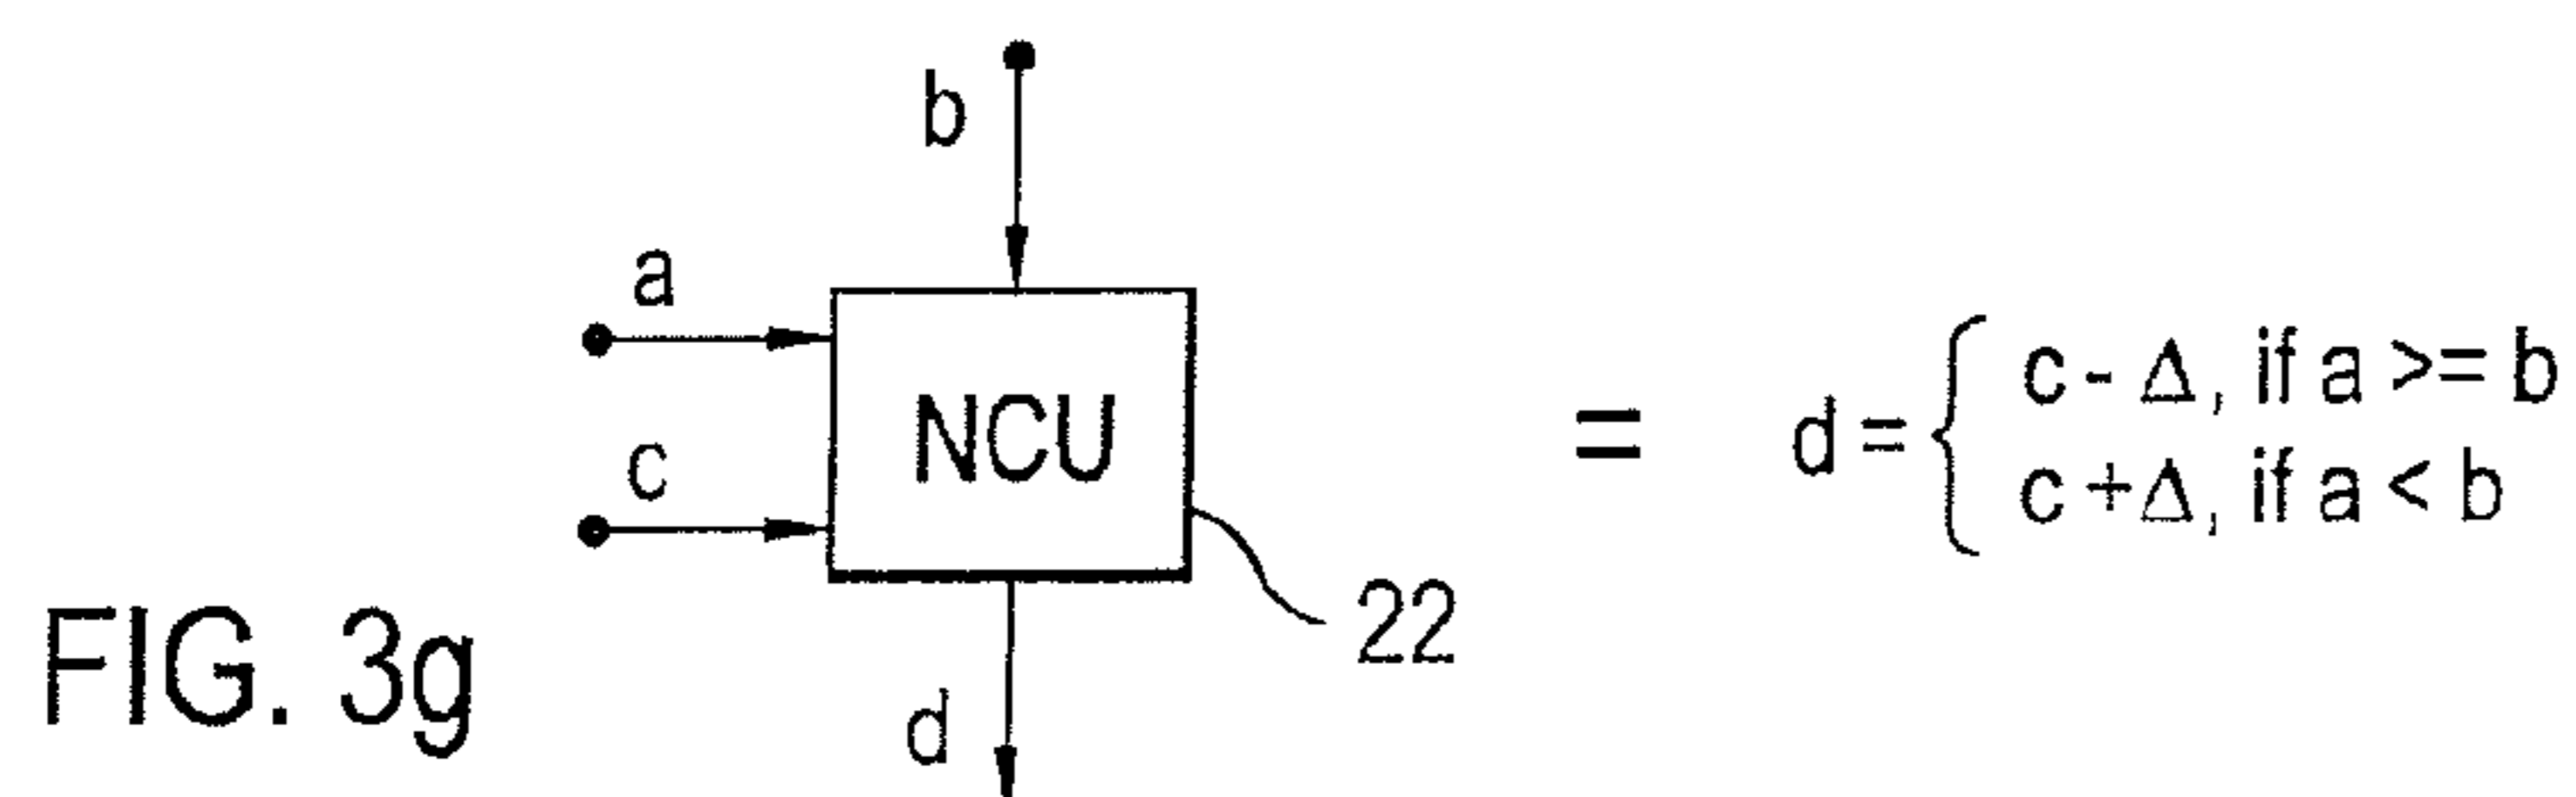 b
a
c
NCU
22
d
FIG. 3g
= d = { c - Δ, if a >= b
c + Δ, if a < b